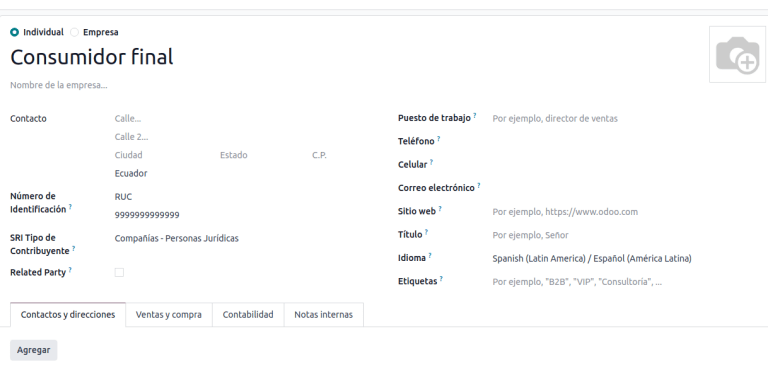 Individual Empresa
Consumidor final
Nombre de la empresa...
Contacto
Calle...
Calle 2...
Ciudad Estado C.P.
Ecuador
Número de Identificación ?
RUC
9999999999999
SRI Tipo de Contribuyente ?
Compañias - Personas Jurídicas
Related Party ?
Puesto de trabajo ? Por ejemplo, director de ventas
Teléfono ?
Celular ?
Correo electrónico ?
Sitio web ? Por ejemplo, https://www.odoo.com
Título ? Por ejemplo, Señor
Idioma ? Spanish (Latin America) / Español (América Latina)
Etiquetas ? Por ejemplo, "B2B", "VIP", "Consultoría", ...
Contactos y direcciones Ventas y compra Contabilidad Notas internas
Agregar